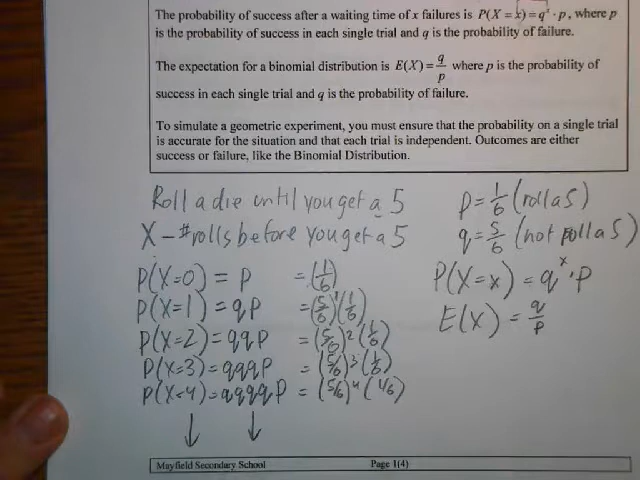 The probability of success after a waiting time of x failures is P(X = x) = q^x · p, where p
is the probability of success in each single trial and q is the probability of failure.
The expectation for a binomial distribution is E(X) = q/p where p is the probability of
success in each single trial and q is the probability of failure.
To simulate a geometric experiment, you must ensure that the probability on a single trial
is accurate for the situation and that each trial is independent. Outcomes are either
success or failure, like the Binomial Distribution.
Roll a die until you get a 5
X - # rolls before you get a 5
P(X=0) = p = (1/6)
P(X=1) = qp = (5/6)^1 (1/6)
P(X=2) = qqp = (5/6)^2 (1/6)
P(X=3) = qqqp = (5/6)^3 (1/6)
P(X=4) = qqqqp = (5/6)^4 (1/6)
p = 1/6 (roll a 5)
q = 5/6 (not roll a 5)
P(X=x) = q^x · p
E(X) = q/p
Mayfield Secondary School Page 1(4)